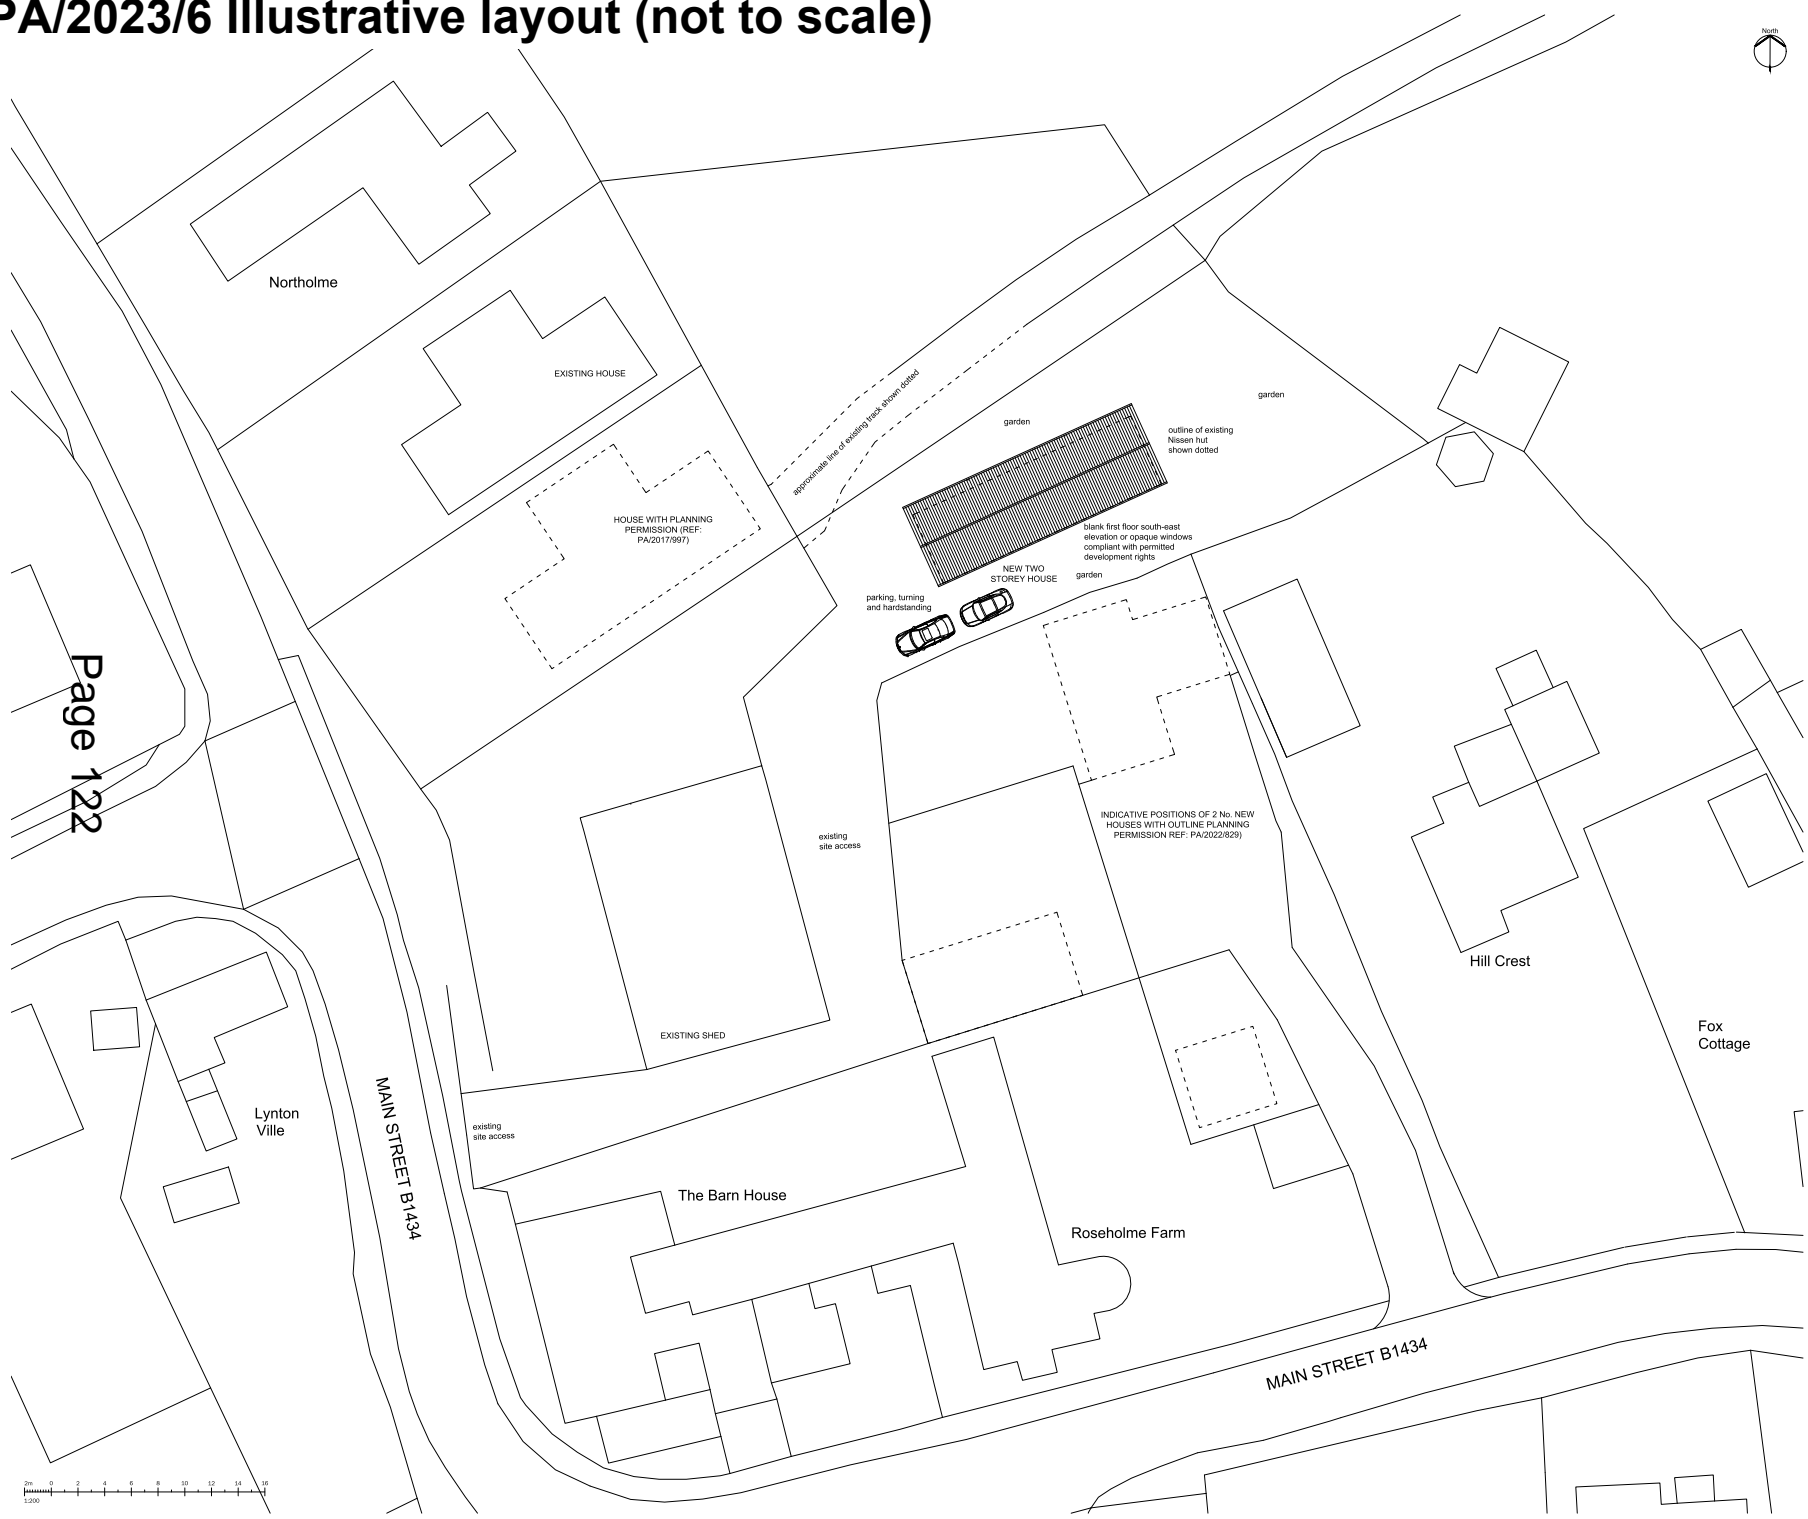 PA/2023/6 Illustrative layout (not to scale)
North
Northolme
EXISTING HOUSE
approximate line of existing track shown dotted
garden
garden
outline of existing
Nissen hut
shown dotted
HOUSE WITH PLANNING
PERMISSION (REF:
PA/2017/997)
blank first floor south-east
elevation or opaque windows
compliant with permitted
development rights
NEW TWO
STOREY HOUSE
garden
parking, turning
and hardstanding
Page 122
existing
site access
INDICATIVE POSITIONS OF 2 No. NEW
HOUSES WITH OUTLINE PLANNING
PERMISSION REF: PA/2022/829)
Hill Crest
Fox
Cottage
EXISTING SHED
Lynton
Ville
MAIN STREET B1434
existing
site access
The Barn House
Roseholme Farm
MAIN STREET B1434
2m 0 2 4 6 8 10 12 14 16
1:200